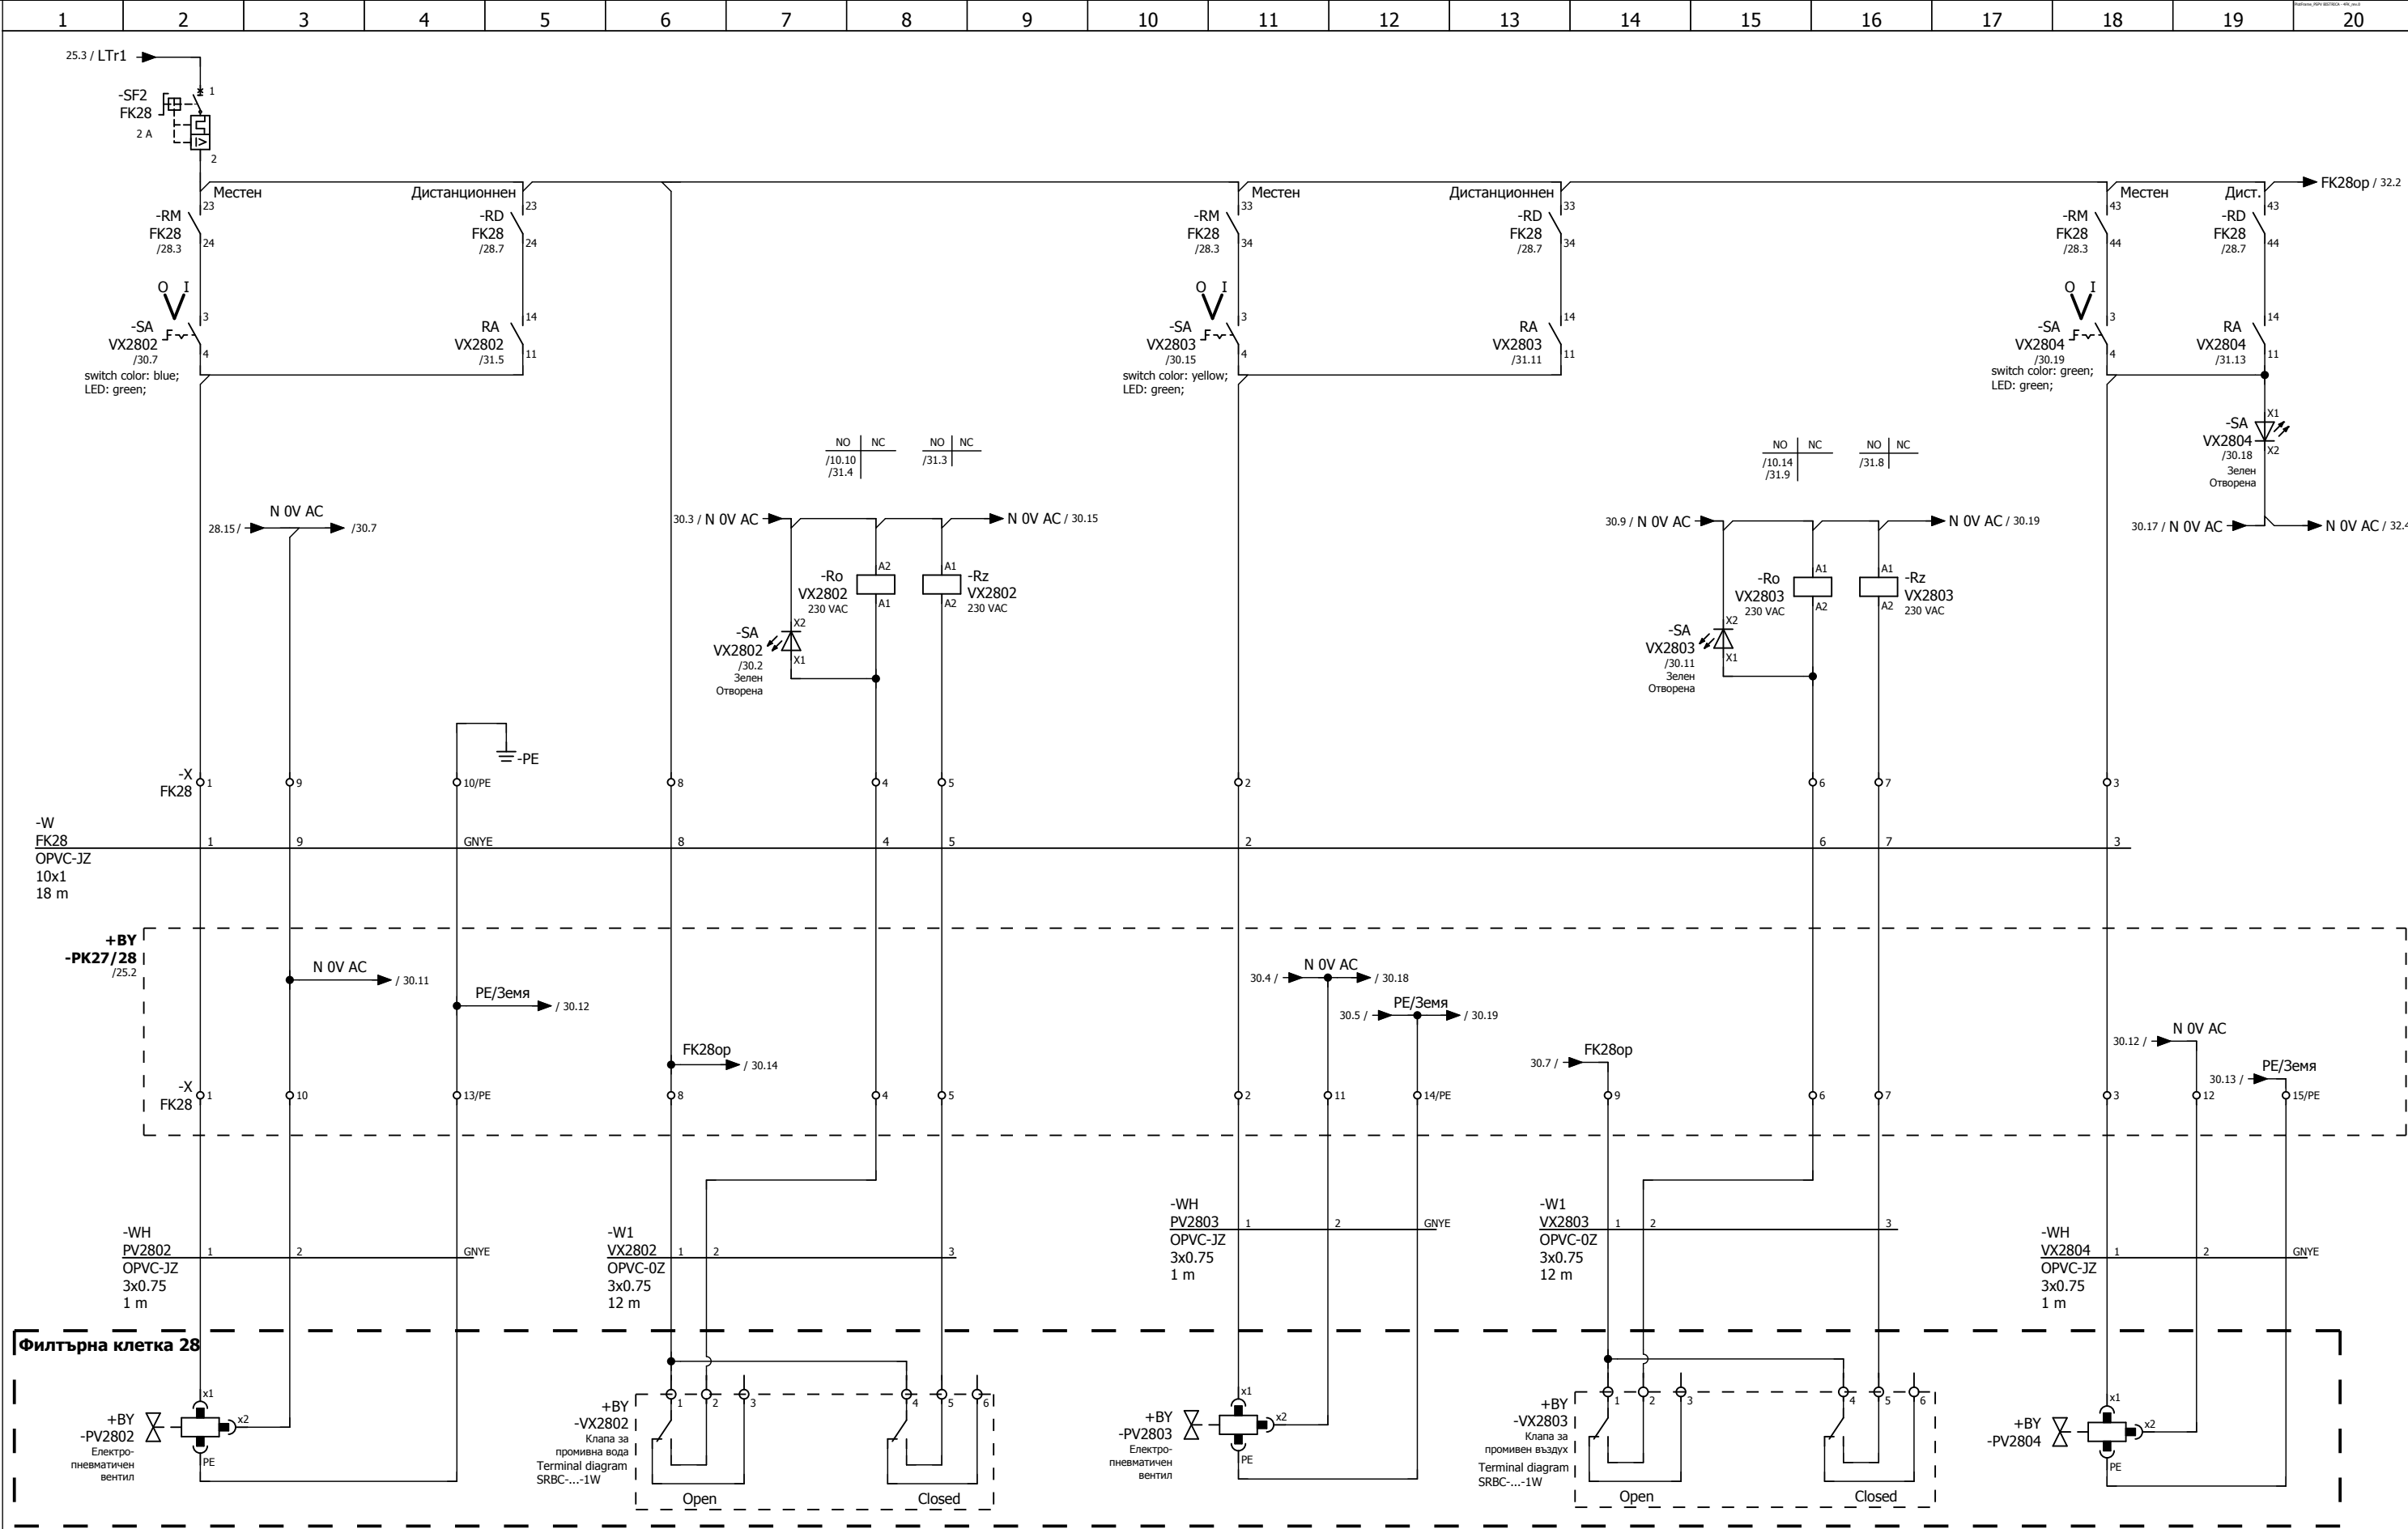 1 2 3 4 5 6 7 8 9 10 11 12 13 14 15 16 17 18 19 20
25.3 / LTr1
1
-SF2
FK28
2 A
2
Местен
Дистанционнен
Местен
Дистанционнен
Местен
Дист.
FK28op / 32.2
23
-RM
FK28
/28.3
24
23
-RD
FK28
/28.7
24
33
-RM
FK28
/28.3
34
33
-RD
FK28
/28.7
34
43
-RM
FK28
/28.3
44
43
-RD
FK28
/28.7
44
O I
3
-SA
VX2802
/30.7
4
switch color: blue;
LED: green;
14
RA
VX2802
/31.5
11
O I
3
-SA
VX2803
/30.15
4
switch color: yellow;
LED: green;
14
RA
VX2803
/31.11
11
O I
3
-SA
VX2804
/30.19
4
switch color: green;
LED: green;
14
RA
VX2804
/31.13
11
X1
-SA
VX2804
/30.18
X2
Зелен
Отворена
NO NC
/10.10
/31.4
NO NC
/31.3
NO NC
/10.14
/31.9
NO NC
/31.8
N 0V AC
28.15 /
/30.7
30.3 / N 0V AC
N 0V AC / 30.15
30.9 / N 0V AC
N 0V AC / 30.19
30.17 / N 0V AC
N 0V AC / 32.4
A2
-Ro
VX2802
230 VAC
A1
A1
-Rz
VX2802
230 VAC
A2
X2
-SA
VX2802
/30.2
X1
Зелен
Отворена
A1
-Ro
VX2803
230 VAC
A2
A1
-Rz
VX2803
230 VAC
A2
X2
-SA
VX2803
/30.11
X1
Зелен
Отворена
-PE
-X
FK28
1 9 10/PE 8 4 5 2 6 7 3
-W
FK28
OPVC-JZ
10x1
18 m
1 9 GNYE 8 4 5 2 6 7 3
+BY
-PK27/28
/25.2
N 0V AC
/ 30.11
PE/Земя
/ 30.12
FK28op
/ 30.14
N 0V AC
30.4 /
/ 30.18
PE/Земя
30.5 /
/ 30.19
FK28op
30.7 /
N 0V AC
30.12 /
PE/Земя
30.13 /
-X
FK28
1 10 13/PE 8 4 5 2 11 14/PE 9 6 7 3 12 15/PE
-WH
PV2802
OPVC-JZ
3x0.75
1 m
1 2 GNYE
-W1
VX2802
OPVC-0Z
3x0.75
12 m
1 2 3
-WH
PV2803
OPVC-JZ
3x0.75
1 m
1 2 GNYE
-W1
VX2803
OPVC-0Z
3x0.75
12 m
1 2 3
-WH
VX2804
OPVC-JZ
3x0.75
1 m
1 2 GNYE
Филтърна клетка 28
x1
x2
PE
+BY
-PV2802
Електро-
пневматичен
вентил
+BY
-VX2802
Клапа за
промивна вода
Terminal diagram
SRBC-...-1W
1 2 3 4 5 6
Open
Closed
x1
x2
PE
+BY
-PV2803
Електро-
пневматичен
вентил
+BY
-VX2803
Клапа за
промивен въздух
Terminal diagram
SRBC-...-1W
1 2 3 4 5 6
Open
Closed
x1
x2
PE
+BY
-PV2804